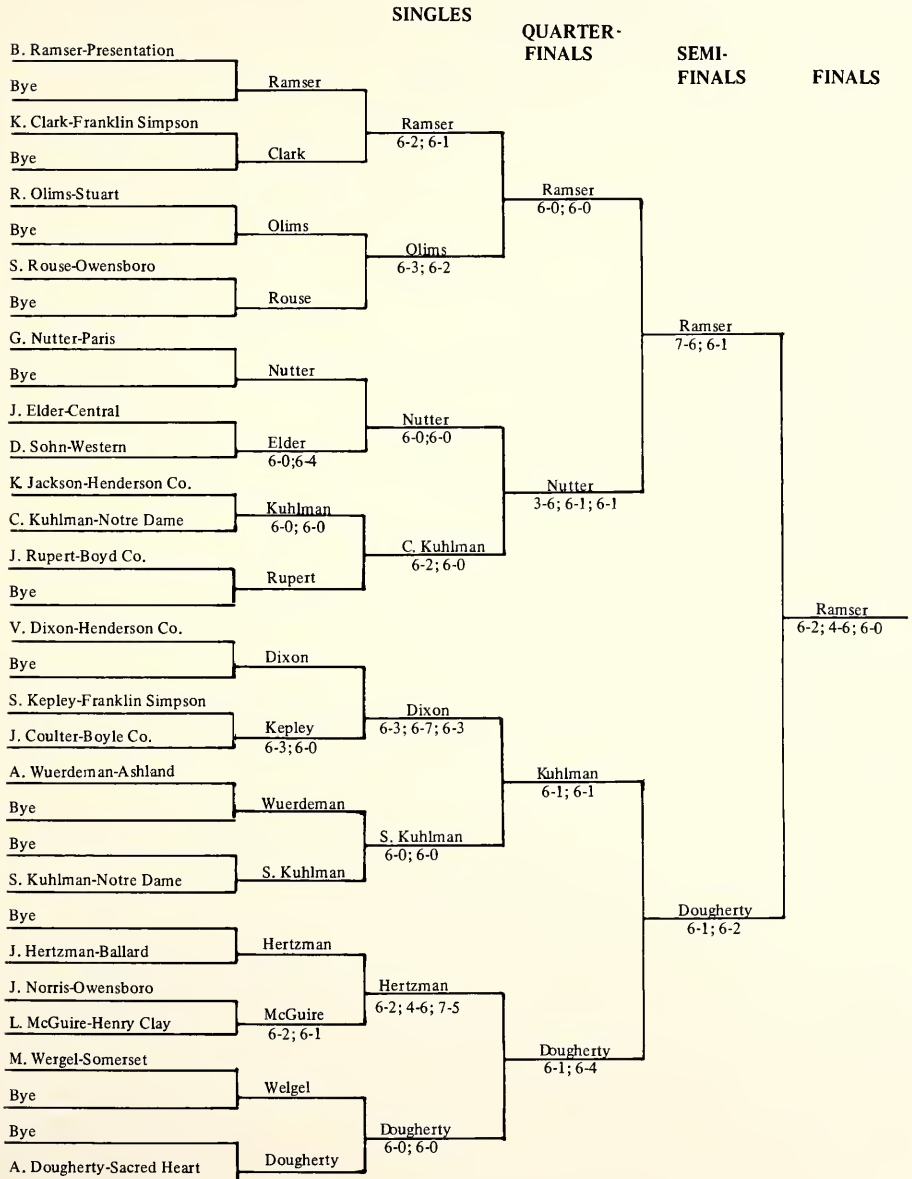 SINGLES
QUARTER-
FINALS
SEMI-
FINALS
FINALS
B. Ramser-Presentation
Bye
K. Clark-Franklin Simpson
Bye
R. Olims-Stuart
Bye
S. Rouse-Owensboro
Bye
G. Nutter-Paris
Bye
J. Elder-Central
D. Sohn-Western
K. Jackson-Henderson Co.
C. Kuhlman-Notre Dame
J. Rupert-Boyd Co.
Bye
V. Dixon-Henderson Co.
Bye
S. Kepley-Franklin Simpson
J. Coulter-Boyle Co.
A. Wuerdeman-Ashland
Bye
Bye
S. Kuhlman-Notre Dame
Bye
J. Hertzman-Ballard
J. Norris-Owensboro
L. McGuire-Henry Clay
M. Wergel-Somerset
Bye
Bye
A. Dougherty-Sacred Heart
Ramser
Clark
Olims
Rouse
Nutter
Elder
6-0;6-4
Kuhlman
6-0; 6-0
Rupert
Dixon
Kepley
6-3; 6-0
Wuerdeman
S. Kuhlman
Hertzman
McGuire
6-2; 6-1
Welgel
Dougherty
Ramser
6-2; 6-1
Olims
6-3; 6-2
Nutter
6-0;6-0
C. Kuhlman
6-2; 6-0
Dixon
6-3; 6-7; 6-3
S. Kuhlman
6-0; 6-0
Hertzman
6-2; 4-6; 7-5
Dougherty
6-0; 6-0
Ramser
6-0; 6-0
Nutter
3-6; 6-1; 6-1
Kuhlman
6-1; 6-1
Dougherty
6-1; 6-4
Ramser
7-6; 6-1
Dougherty
6-1; 6-2
Ramser
6-2; 4-6; 6-0